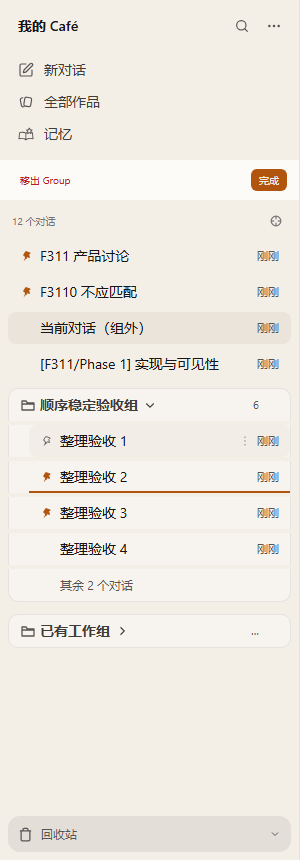 我的 Café
新对话
全部作品
记忆
移出 Group
完成
12 个对话
F311 产品讨论 刚刚
F3110 不应匹配 刚刚
当前对话（组外） 刚刚
[F311/Phase 1] 实现与可见性 刚刚
顺序稳定验收组 6
整理验收 1 刚刚
整理验收 2 刚刚
整理验收 3 刚刚
整理验收 4 刚刚
其余 2 个对话
已有工作组 ...
回收站